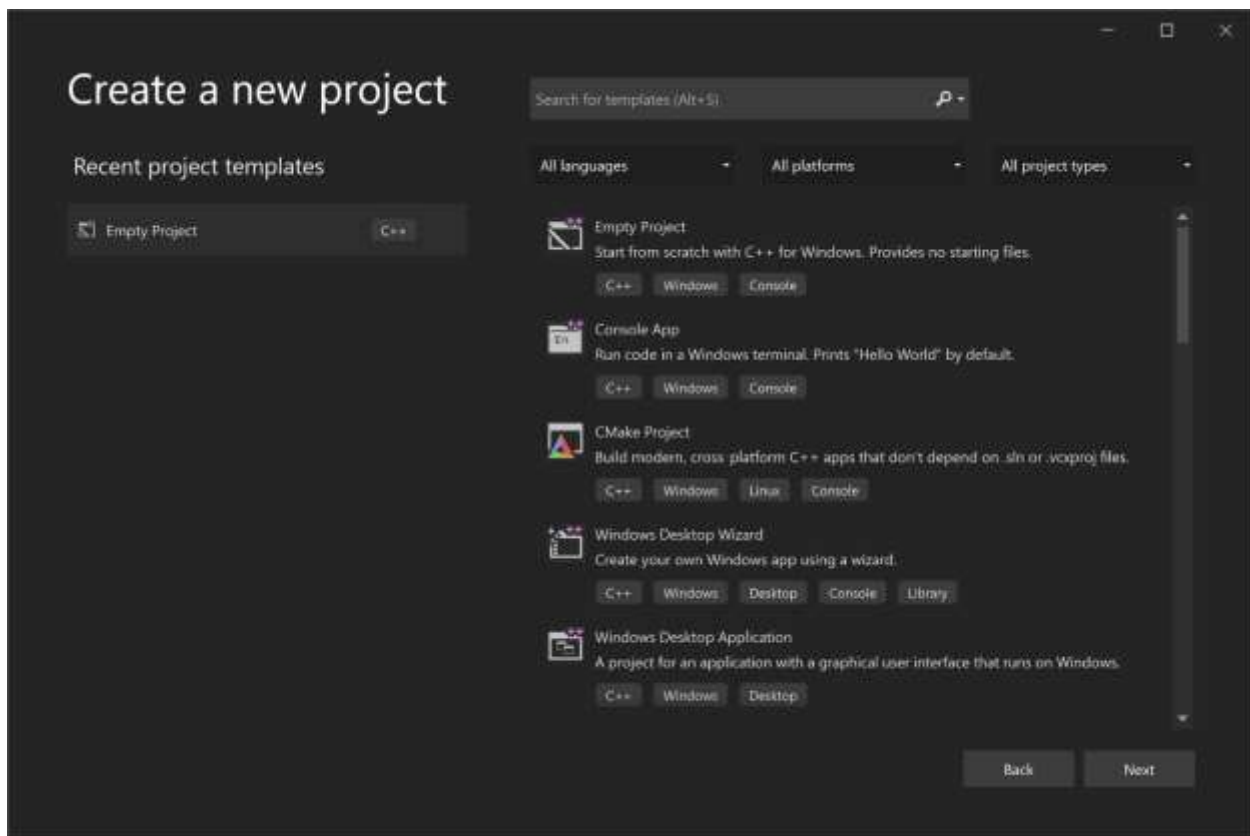 Create a new project
Search for templates (Alt+S)
Recent project templates
All languages
All platforms
All project types
Empty Project
C++
Empty Project
Start from scratch with C++ for Windows. Provides no starting files.
C++ Windows Console
Console App
Run code in a Windows terminal. Prints "Hello World" by default.
C++ Windows Console
CMake Project
Build modern, cross-platform C++ apps that don't depend on .sln or .vcxproj files.
C++ Windows Linux Console
Windows Desktop Wizard
Create your own Windows app using a wizard.
C++ Windows Desktop Console Library
Windows Desktop Application
A project for an application with a graphical user interface that runs on Windows.
C++ Windows Desktop
Back
Next